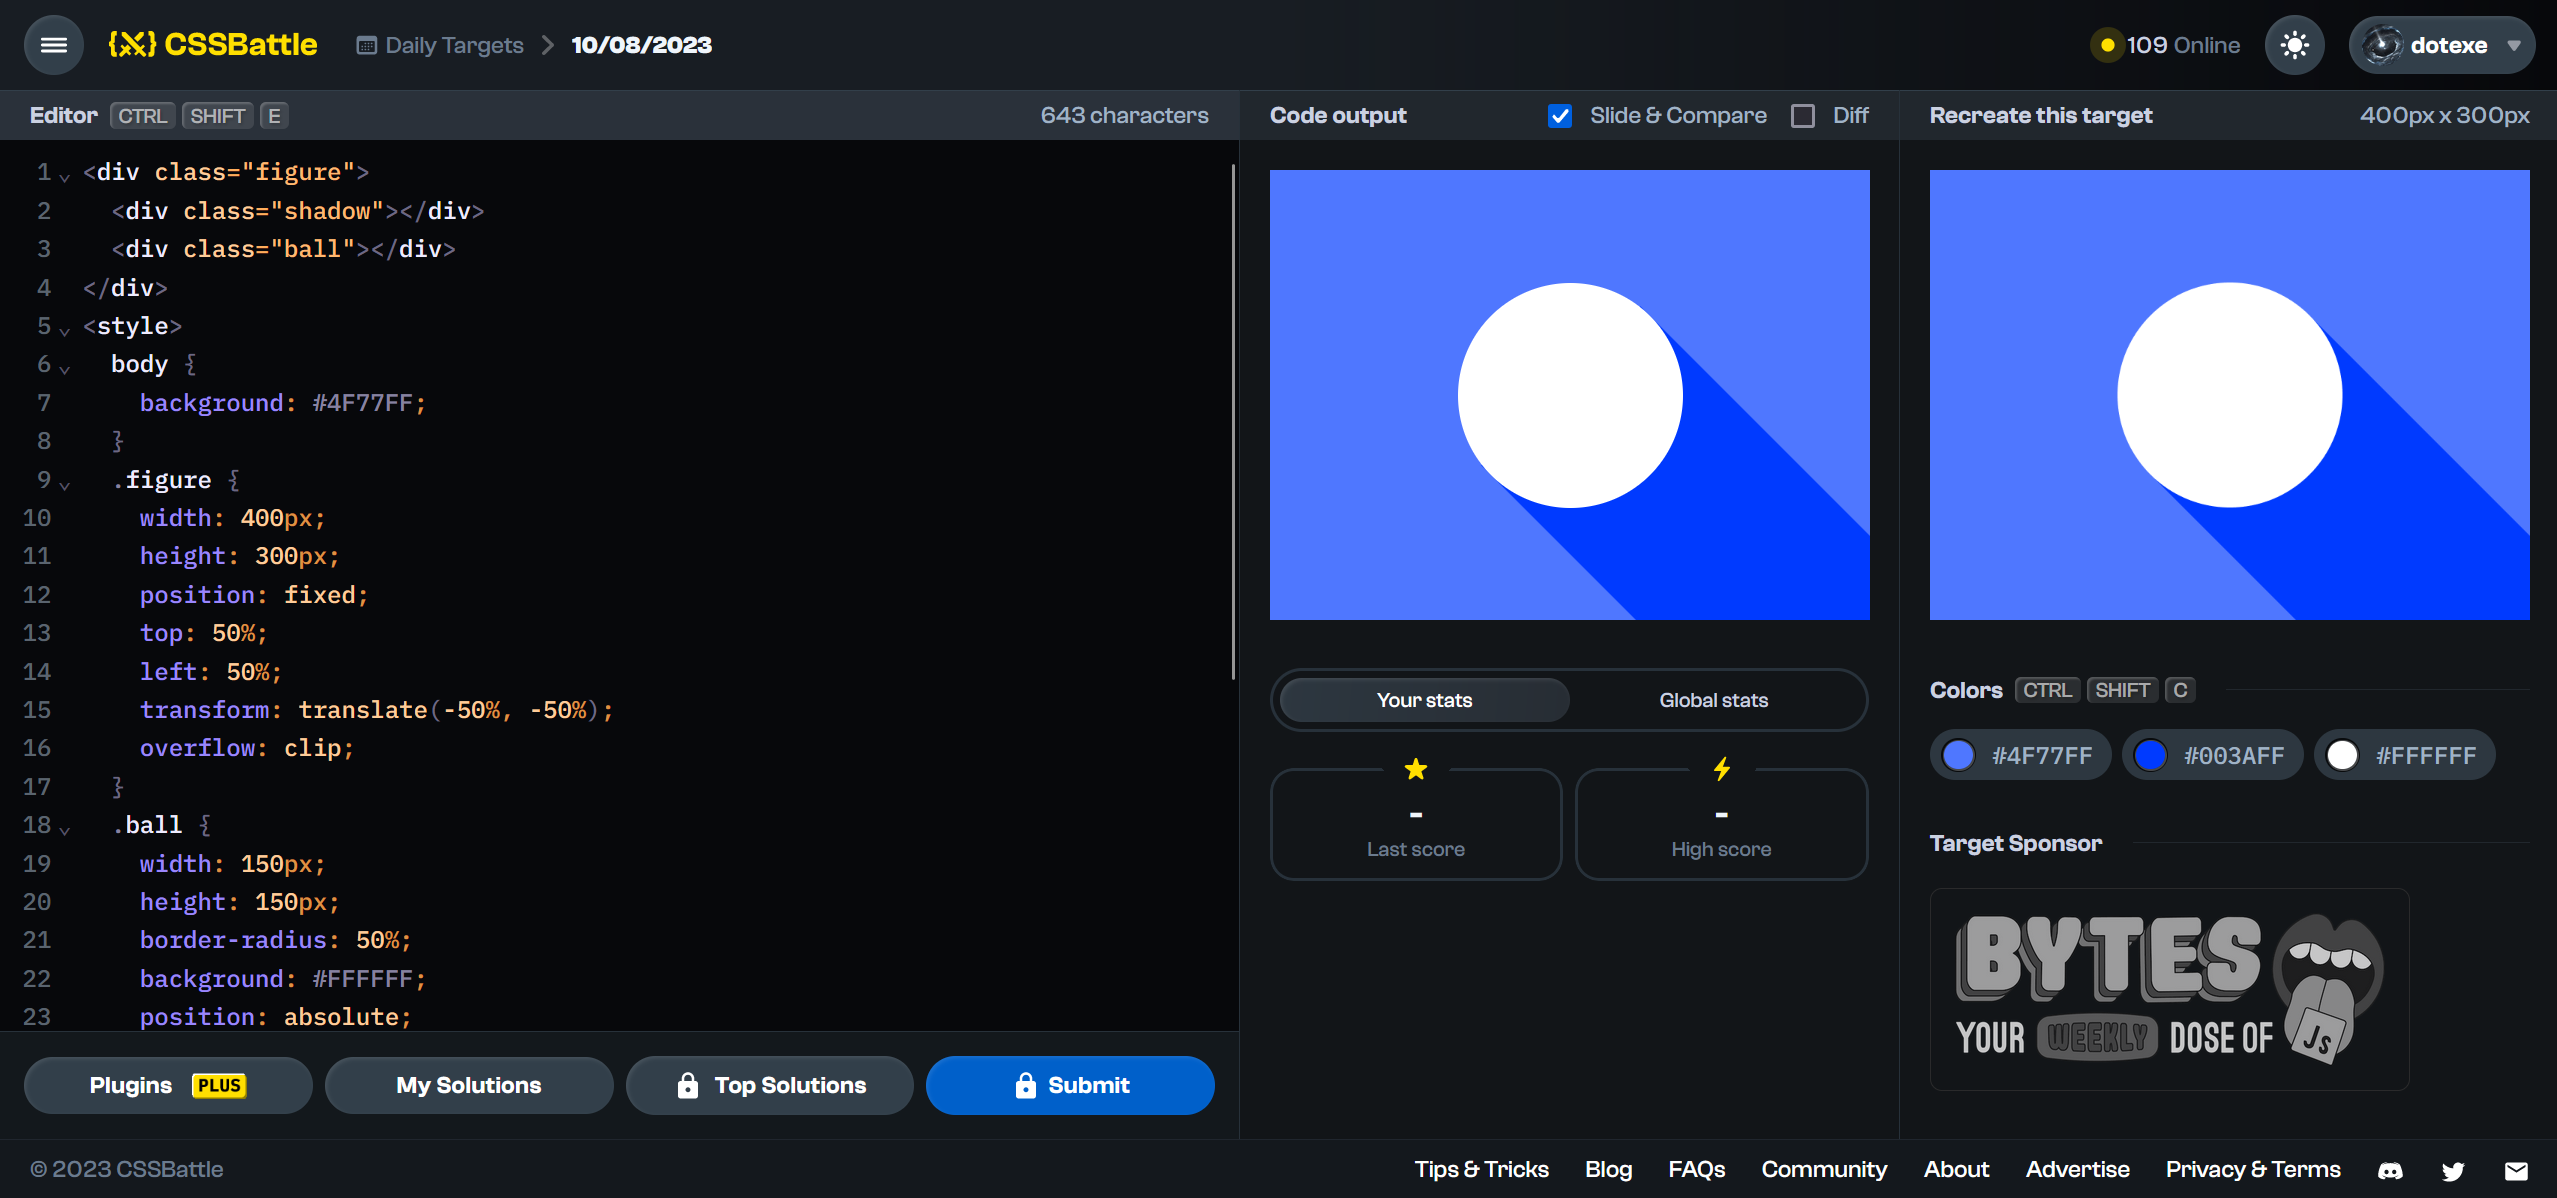 CSSBattle
Daily Targets
10/08/2023
109 Online
dotexe
Editor CTRL SHIFT E
643 characters
1 <div class="figure">
2 <div class="shadow"></div>
3 <div class="ball"></div>
4 </div>
5 <style>
6 body {
7 background: #4F77FF;
8 }
9 .figure {
10 width: 400px;
11 height: 300px;
12 position: fixed;
13 top: 50%;
14 left: 50%;
15 transform: translate(-50%, -50%);
16 overflow: clip;
17 }
18 .ball {
19 width: 150px;
20 height: 150px;
21 border-radius: 50%;
22 background: #FFFFFF;
23 position: absolute;
Plugins PLUS
My Solutions
Top Solutions
Submit
Code output
Slide & Compare
Diff
Your stats
Global stats
-
Last score
-
High score
Recreate this target
400px x 300px
Colors CTRL SHIFT C
#4F77FF
#003AFF
#FFFFFF
Target Sponsor
BYTES
YOUR WEEKLY DOSE OF JS
© 2023 CSSBattle
Tips & Tricks
Blog
FAQs
Community
About
Advertise
Privacy & Terms